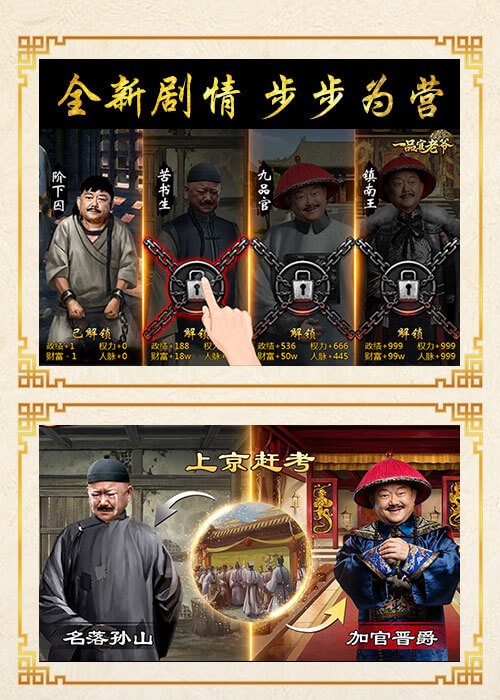 全新剧情 步步为营
一品官老爷
阶下囚
苦书生
九品官
镇南王
已解锁
政绩+1 权力+0
财富-1 人脉+0
解锁
政绩+188 权力
财富+18w 人脉
解锁
政绩+536 权力+666
财富+50w 人脉+445
解锁
政绩+999 权力+999
财富+99w 人脉+999
上京赶考
名落孙山
加官晋爵